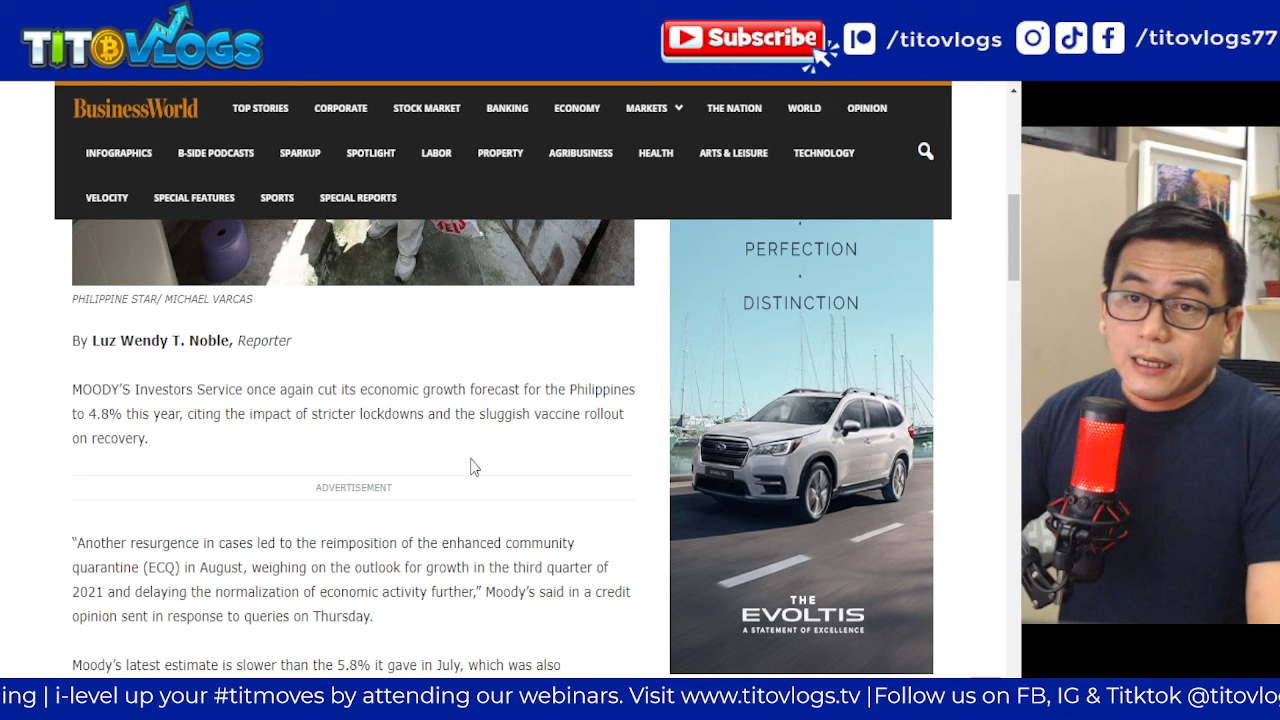 TITOVLOGS
Subscribe
/titovlogs
/titovlogs77
BusinessWorld
TOP STORIES CORPORATE STOCK MARKET BANKING ECONOMY MARKETS THE NATION WORLD OPINION
INFOGRAPHICS B-SIDE PODCASTS SPARKUP SPOTLIGHT LABOR PROPERTY AGRIBUSINESS HEALTH ARTS & LEISURE TECHNOLOGY
VELOCITY SPECIAL FEATURES SPORTS SPECIAL REPORTS
PHILIPPINE STAR/ MICHAEL VARCAS
By Luz Wendy T. Noble, Reporter
MOODY'S Investors Service once again cut its economic growth forecast for the Philippines
to 4.8% this year, citing the impact of stricter lockdowns and the sluggish vaccine rollout
on recovery.
ADVERTISEMENT
“Another resurgence in cases led to the reimposition of the enhanced community
quarantine (ECQ) in August, weighing on the outlook for growth in the third quarter of
2021 and delaying the normalization of economic activity further,” Moody's said in a credit
opinion sent in response to queries on Thursday.
Moody's latest estimate is slower than the 5.8% it gave in July, which was also
PERFECTION
DISTINCTION
THE
EVOLTIS
A STATEMENT OF EXCELLENCE
ing | i-level up your #titmoves by attending our webinars. Visit www.titovlogs.tv |Follow us on FB, IG & Titktok @titovlog